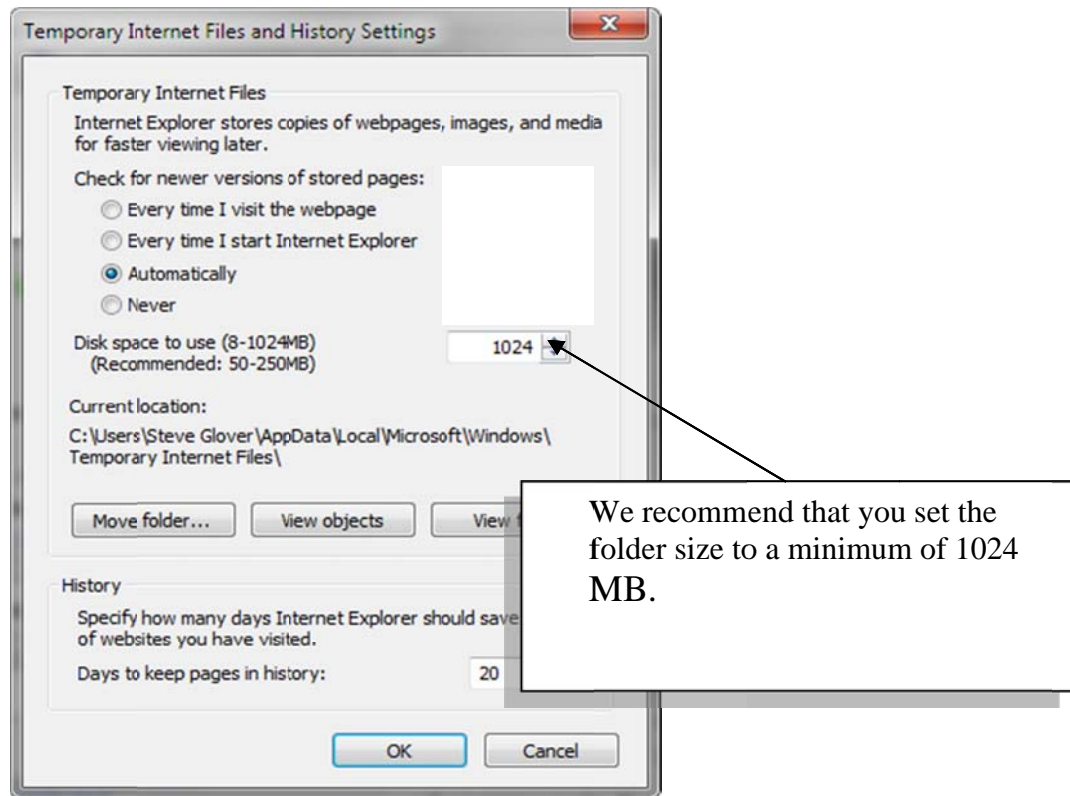 Temporary Internet Files and History Settings
Temporary Internet Files
Internet Explorer stores copies of webpages, images, and media
for faster viewing later.
Check for newer versions of stored pages:
Every time I visit the webpage
Every time I start Internet Explorer
Automatically
Never
Disk space to use (8-1024MB)
(Recommended: 50-250MB)
1024
Current location:
C:\Users\Steve Glover\AppData\Local\Microsoft\Windows\
Temporary Internet Files\
Move folder...
View objects
View
We recommend that you set the
folder size to a minimum of 1024
MB.
History
Specify how many days Internet Explorer should save
of websites you have visited.
Days to keep pages in history:
20
OK
Cancel